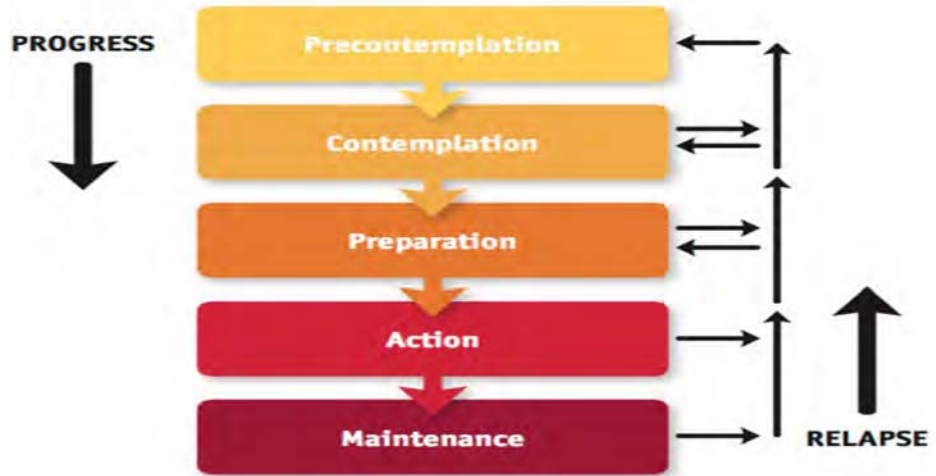 PROGRESS
Precontemplation
Contemplation
Preparation
Action
Maintenance
RELAPSE